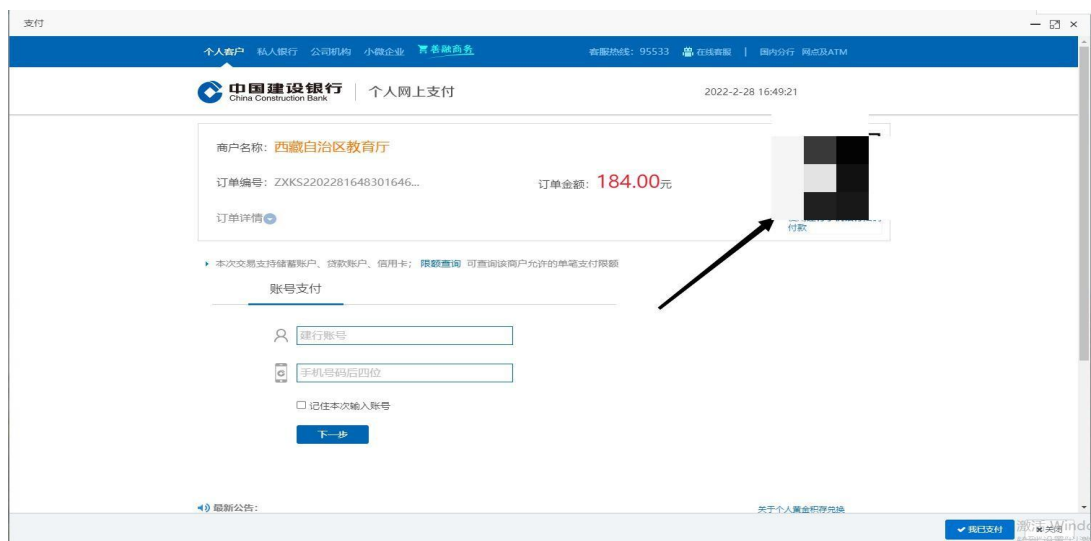 支付
个人客户 私人银行 公司机构 小微企业 善融商务 客服热线：95533 在线客服 | 国内分行 网点及ATM
中国建设银行 China Construction Bank 个人网上支付 2022-2-28 16:49:21
商户名称：西藏自治区教育厅
订单编号：ZXKS2202281648301646... 订单金额：184.00元
订单详情
付款
本次交易支持储蓄账户、贷款账户、信用卡；限额查询 可查询该商户允许的单笔支付限额
账号支付
建行账号
手机号码后四位
记住本次输入账号
下一步
最新公告： 关于个人黄金积存兑换
我已支付 关闭
激活 Windo